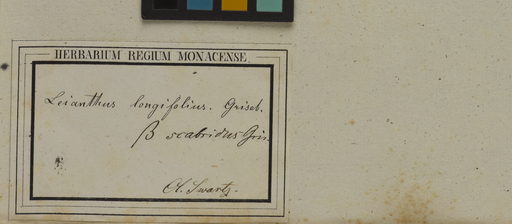 HERBARIUM REGIUM MONACENSE
Leianthus longifolius. Griseb.
β scabridus Gris.
Ol. Swartz.